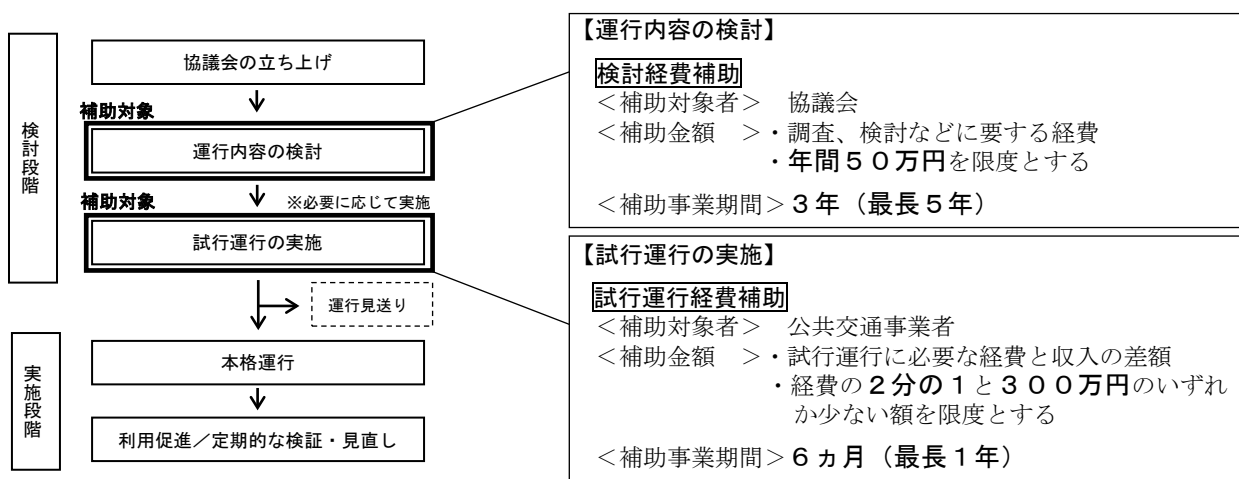 検討段階
協議会の立ち上げ
補助対象
運行内容の検討
補助対象
※必要に応じて実施
試行運行の実施
運行見送り
実施段階
本格運行
利用促進／定期的な検証・見直し
【運行内容の検討】
検討経費補助
＜補助対象者＞　協議会
＜補助金額　＞・調査、検討などに要する経費
・年間５０万円を限度とする
＜補助事業期間＞３年（最長５年）
【試行運行の実施】
試行運行経費補助
＜補助対象者＞　公共交通事業者
＜補助金額　＞・試行運行に必要な経費と収入の差額
・経費の２分の１と３００万円のいずれ
か少ない額を限度とする
＜補助事業期間＞６ヵ月（最長１年）